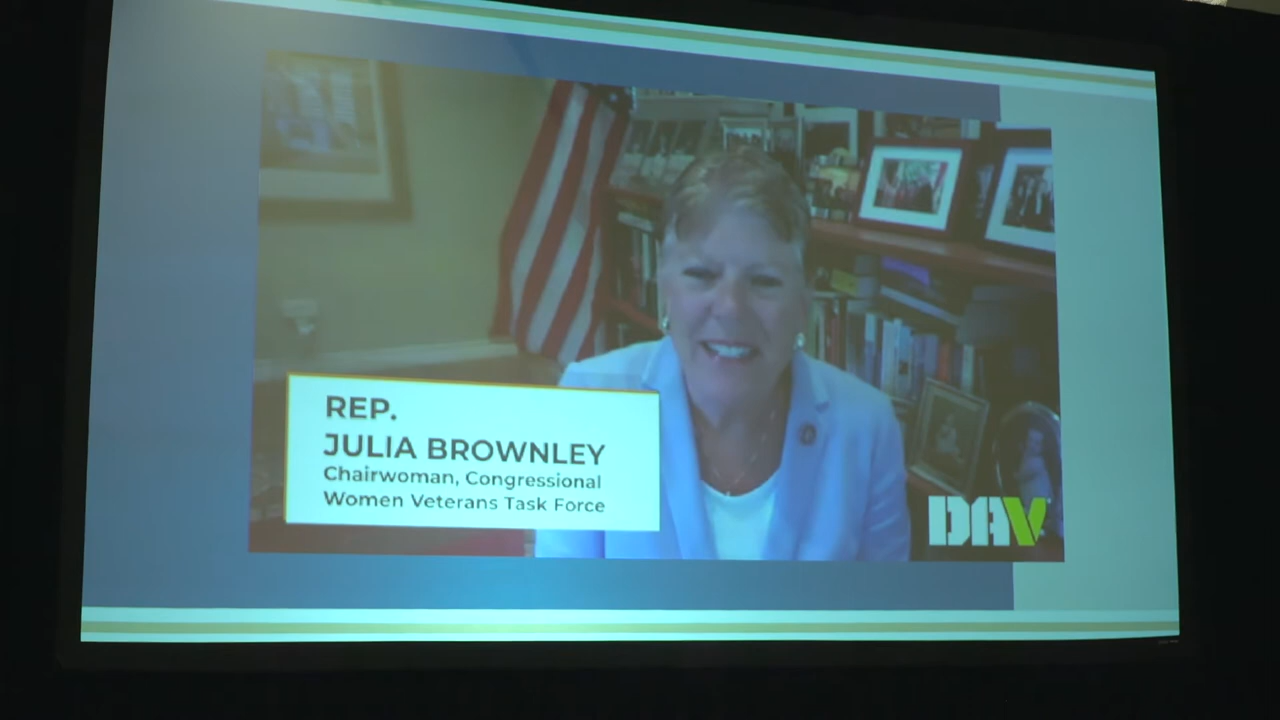 REP.
JULIA BROWNLEY
Chairwoman, Congressional
Women Veterans Task Force
DAV